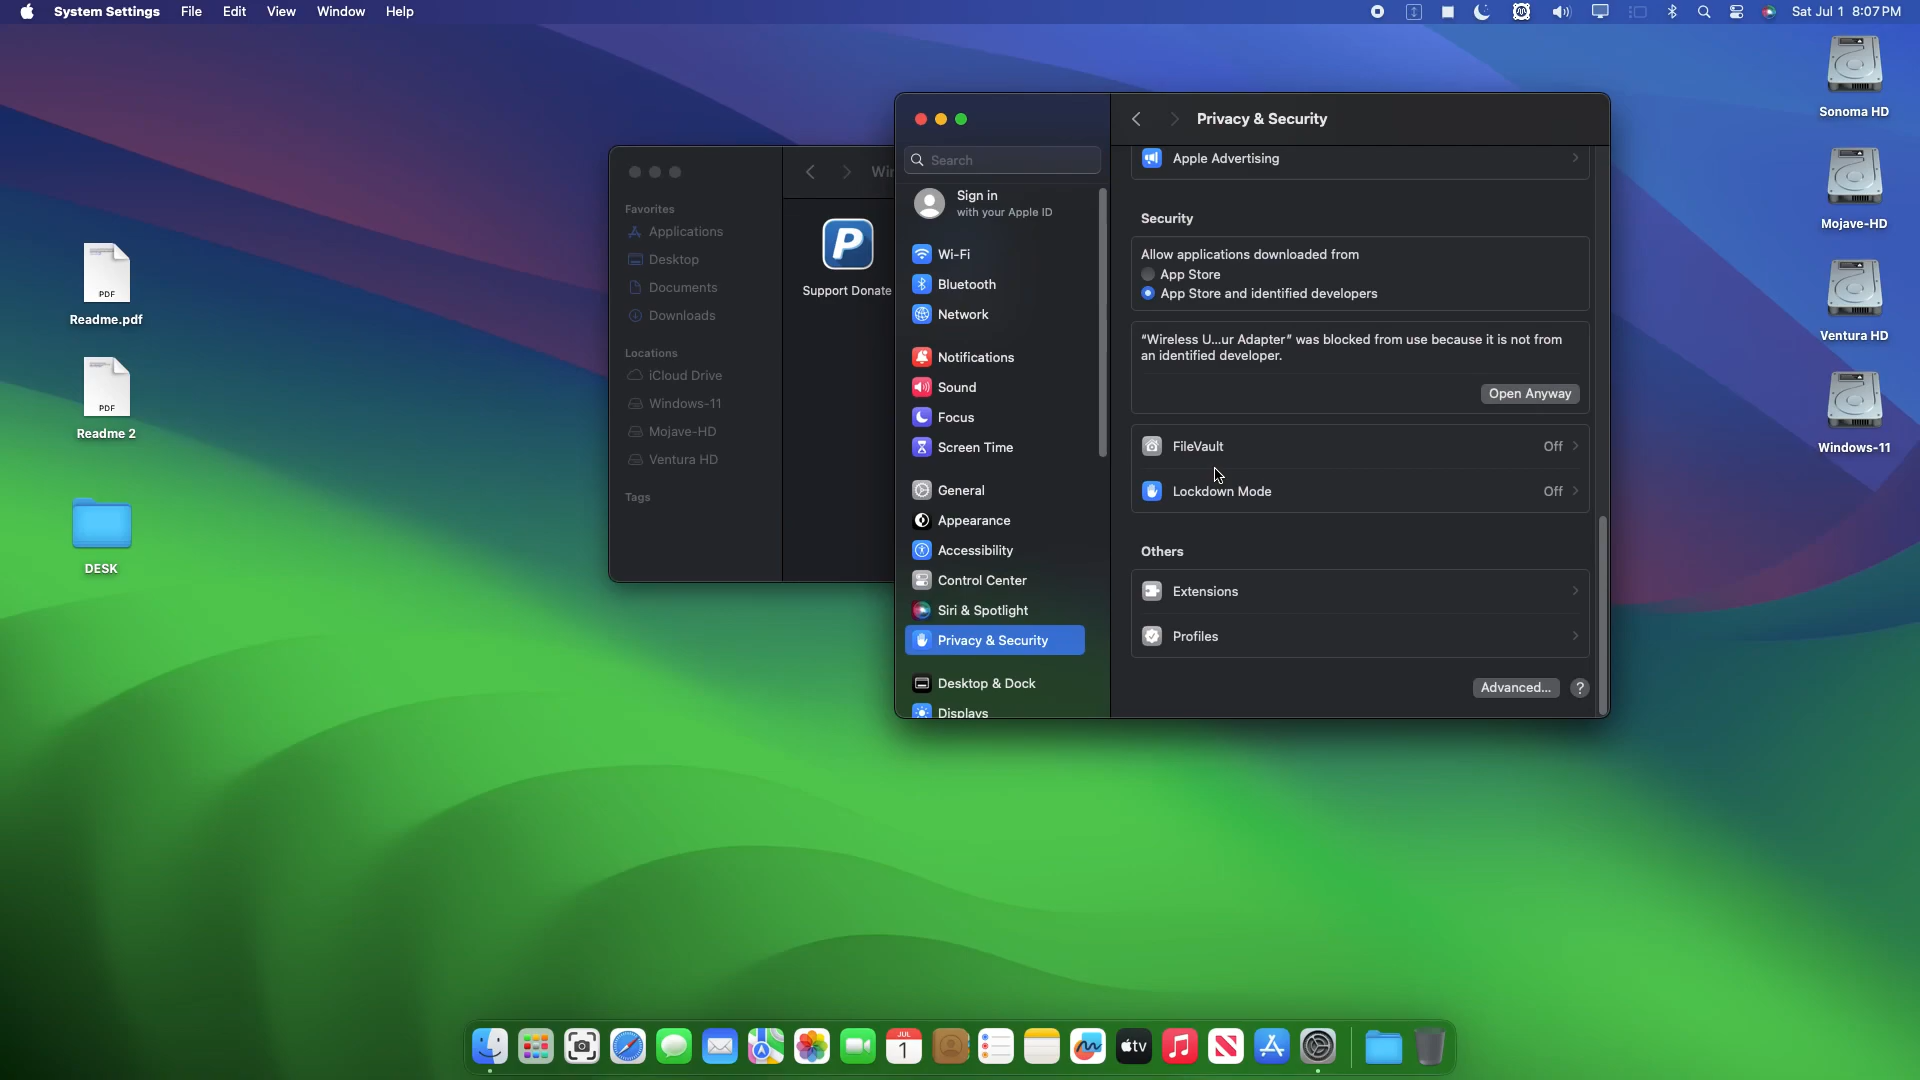 System Settings File Edit View Window Help
Sat Jul 1 8:07 PM
Sonoma HD
Mojave-HD
Ventura HD
Windows-11
PDF
Readme.pdf
PDF
Readme 2
DESK
Favorites
Applications
Desktop
Documents
Downloads
Locations
iCloud Drive
Windows-11
Mojave-HD
Ventura HD
Tags
Support Donate
Search
Sign in
with your Apple ID
Wi-Fi
Bluetooth
Network
Notifications
Sound
Focus
Screen Time
General
Appearance
Accessibility
Control Center
Siri & Spotlight
Privacy & Security
Desktop & Dock
Displays
Privacy & Security
Apple Advertising
Security
Allow applications downloaded from
App Store
App Store and identified developers
“Wireless U...ur Adapter” was blocked from use because it is not from
an identified developer.
Open Anyway
FileVault Off
Lockdown Mode Off
Others
Extensions
Profiles
Advanced... ?
JUL
1
tv